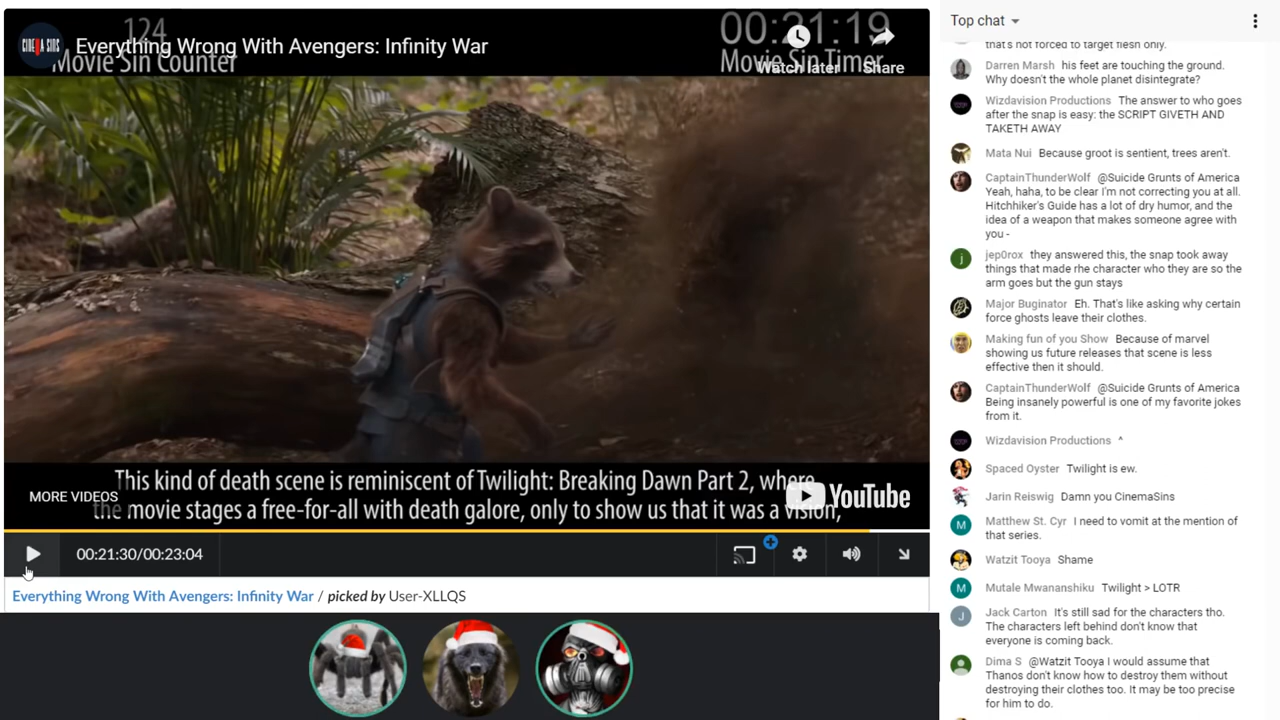 124
Movie Sin Counter
CINEMA SINS
Everything Wrong With Avengers: Infinity War
00:21:19
Movie Sin Timer
Watch later
Share
This kind of death scene is reminiscent of Twilight: Breaking Dawn Part 2, where
the movie stages a free-for-all with death galore, only to show us that it was a vision,
MORE VIDEOS
YouTube
00:21:30/00:23:04
Everything Wrong With Avengers: Infinity War / picked by User-XLLQS
Top chat
that's not forced to target flesh only.
Darren Marsh his feet are touching the ground.
Why doesn't the whole planet disintegrate?
Wizdavision Productions The answer to who goes
after the snap is easy: the SCRIPT GIVETH AND
TAKETH AWAY
Mata Nui Because groot is sentient, trees aren't.
CaptainThunderWolf @Suicide Grunts of America
Yeah, haha, to be clear I'm not correcting you at all.
Hitchhiker's Guide has a lot of dry humor, and the
idea of a weapon that makes someone agree with
you -
j
jep0rox they answered this, the snap took away
things that made rhe character who they are so the
arm goes but the gun stays
Major Buginator Eh. That's like asking why certain
force ghosts leave their clothes.
Making fun of you Show Because of marvel
showing us future releases that scene is less
effective then it should.
CaptainThunderWolf @Suicide Grunts of America
Being insanely powerful is one of my favorite jokes
from it.
Wizdavision Productions ^
Spaced Oyster Twilight is ew.
Jarin Reiswig Damn you CinemaSins
M
Matthew St. Cyr I need to vomit at the mention of
that series.
Watzit Tooya Shame
M
Mutale Mwananshiku Twilight > LOTR
J
Jack Carton It's still sad for the characters tho.
The characters left behind don't know that
everyone is coming back.
Dima S @Watzit Tooya I would assume that
Thanos don't know how to destroy them without
destroying their clothes too. It may be too precise
for him to do.